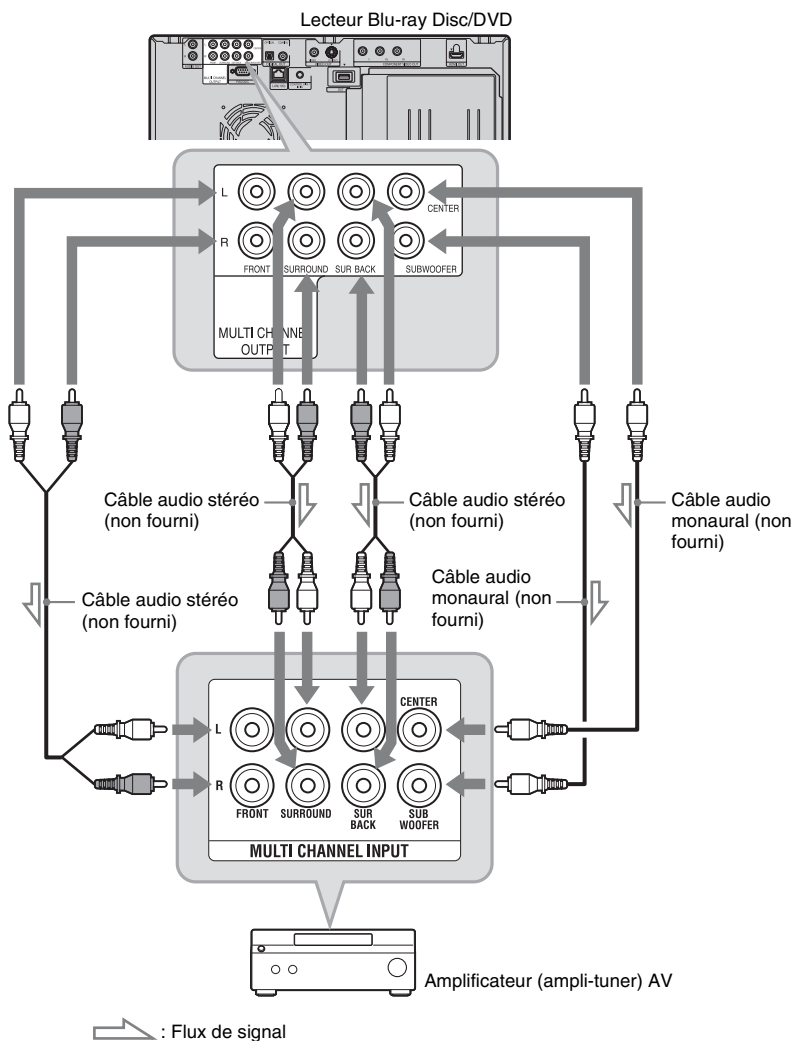 Lecteur Blu-ray Disc/DVD
L
CENTER
R
FRONT
SURROUND
SUR BACK
SUBWOOFER
MULTI CHANNEL
OUTPUT
Câble audio stéréo
(non fourni)
Câble audio stéréo
(non fourni)
Câble audio
monaural (non
fourni)
Câble audio stéréo
(non fourni)
Câble audio
monaural (non
fourni)
CENTER
L
R
FRONT
SURROUND
SUR
BACK
SUB
WOOFER
MULTI CHANNEL INPUT
Amplificateur (ampli-tuner) AV
: Flux de signal